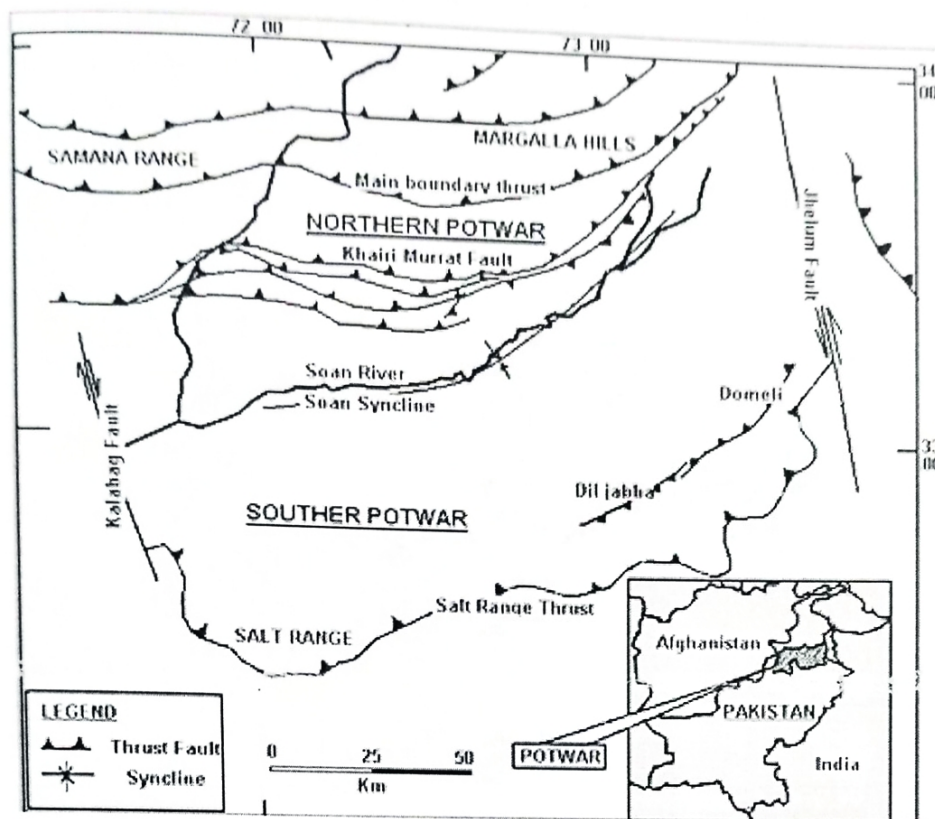 72 00
73 00
34
00
MARGALLA HILLS
SAMANA RANGE
Main boundary thrust
NORTHERN POTWAR
Khairi Murrat Fault
Jhelum Fault
Soan River
Soan Syncline
Domeli
33
00
Kalabag Fault
Dil jabba
SOUTHER POTWAR
Salt Range Thrust
SALT RANGE
Afghanistan
PAKISTAN
India
POTWAR
LEGEND
Thrust Fault
Syncline
0 25 50
Km